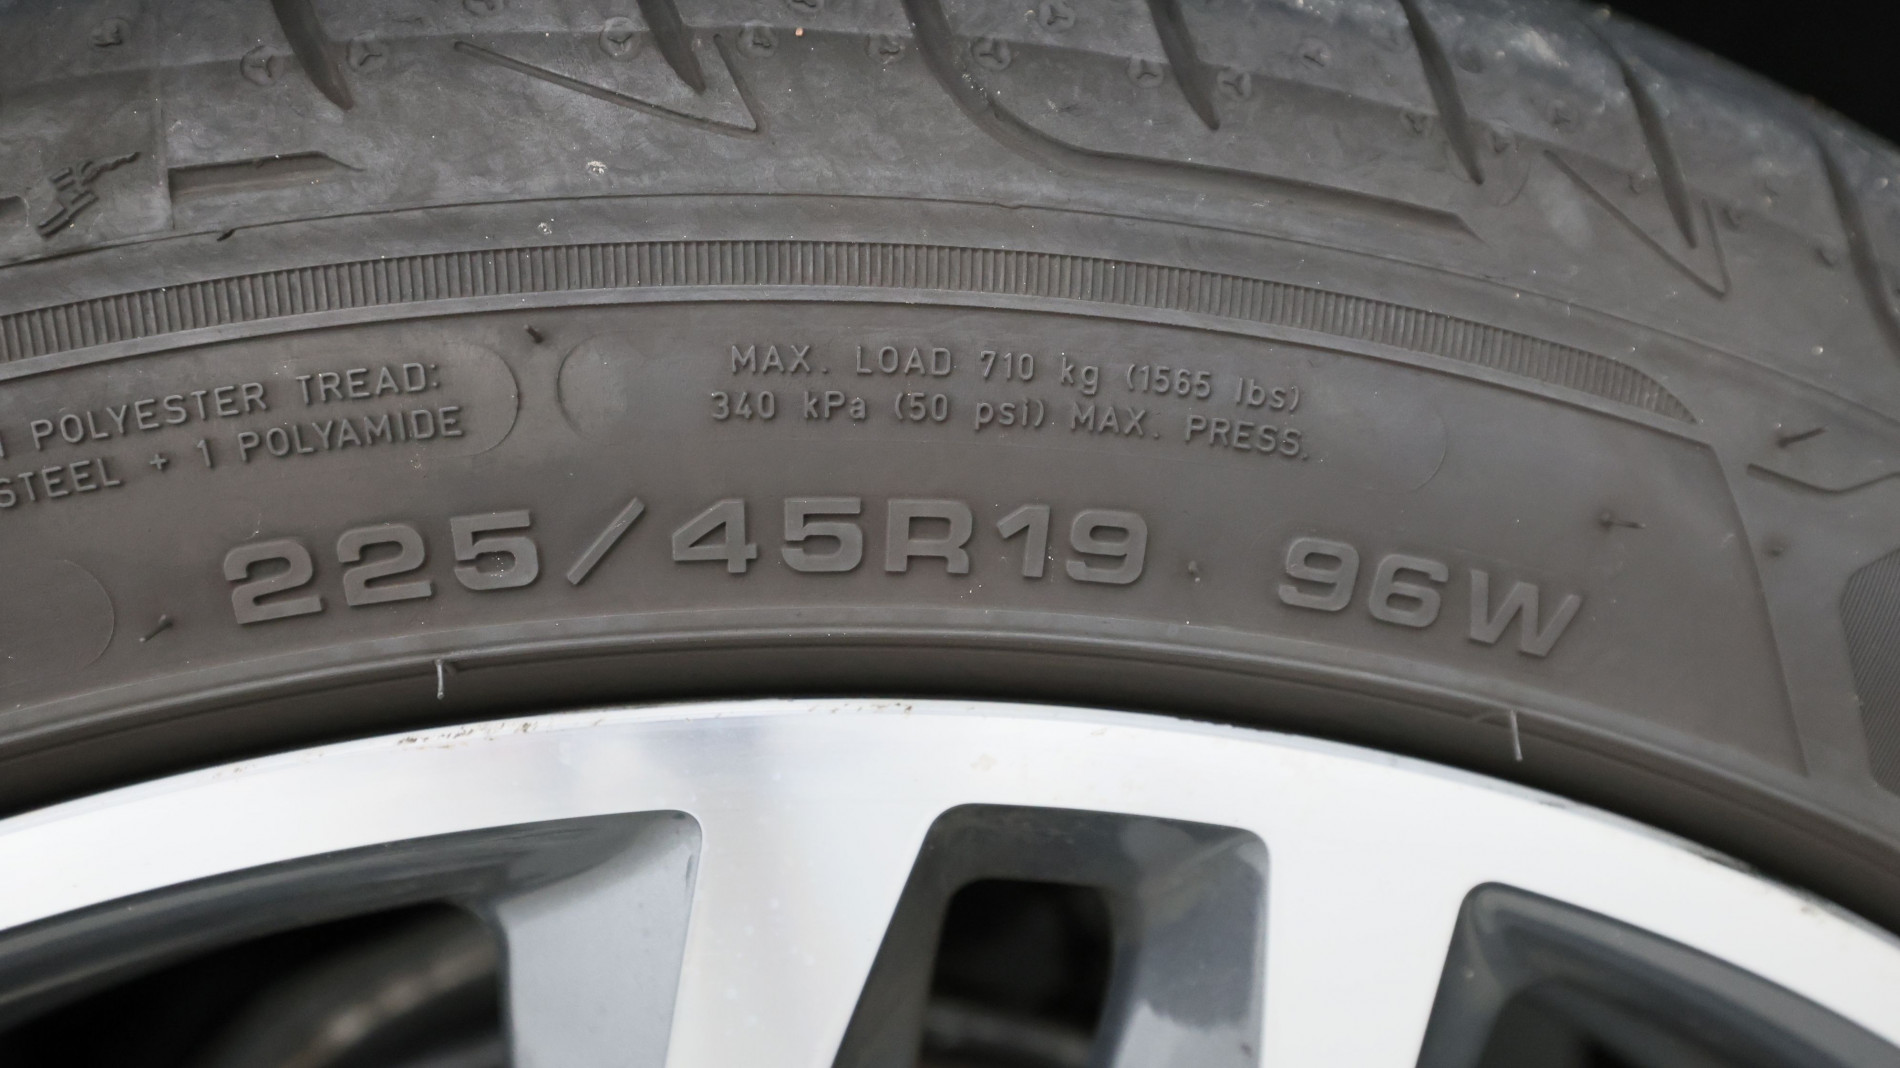 1 POLYESTER TREAD:
STEEL + 1 POLYAMIDE
MAX. LOAD 710 kg (1565 lbs)
340 kPa (50 psi) MAX. PRESS.
225/45R19 96W